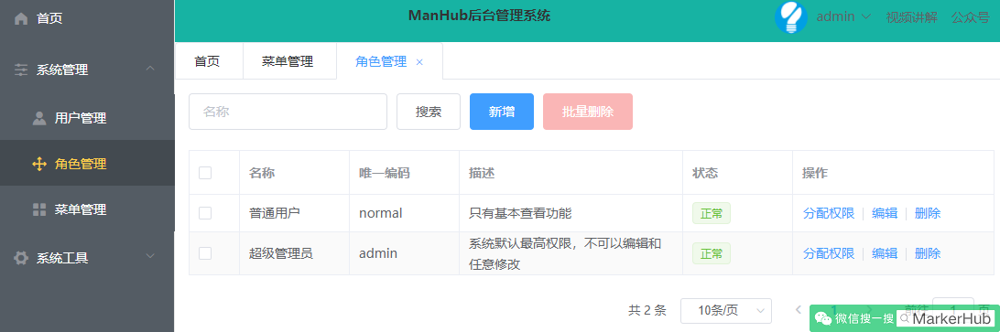 首页
系统管理
用户管理
角色管理
菜单管理
系统工具
ManHub后台管理系统
admin 视频讲解 公众号
首页 菜单管理 角色管理
名称 搜索 新增 批量删除
名称 唯一编码 描述 状态 操作
普通用户 normal 只有基本查看功能 正常 分配权限 编辑 删除
超级管理员 admin 系统默认最高权限，不可以编辑和
任意修改 正常 分配权限 编辑 删除
共 2 条 10条/页 1 前往 1 页
微信搜一搜 MarkerHub